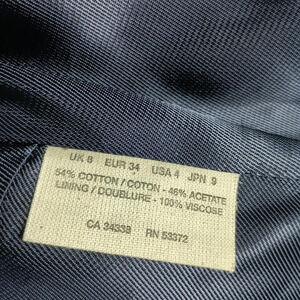 UK 8 EUR 34 USA 4 JPN 9
54% COTTON / COTON - 46% ACETATE
LINING / DOUBLURE - 100% VISCOSE
CA 24339 RN 53372